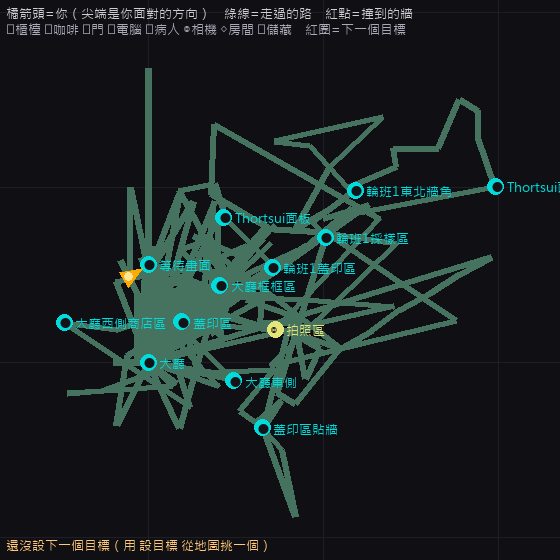 橘箭頭=你（尖端是你面對的方向） 綠線=走過的路 紅點=撞到的牆
櫃檯 咖啡 門 電腦 病人 相機 ◇房間 儲藏 紅圈=下一個目標
輪班1車北牆角
Thortsui
Thortsui面板
輪班1採樣區
等待畫面
輪班1蓋印區
大廳框框區
大廳西側商店區
蓋印區
拍照區
大廳
大廳東側
蓋印區貼牆
還沒設下一個目標（用 設目標 從地圖挑一個）